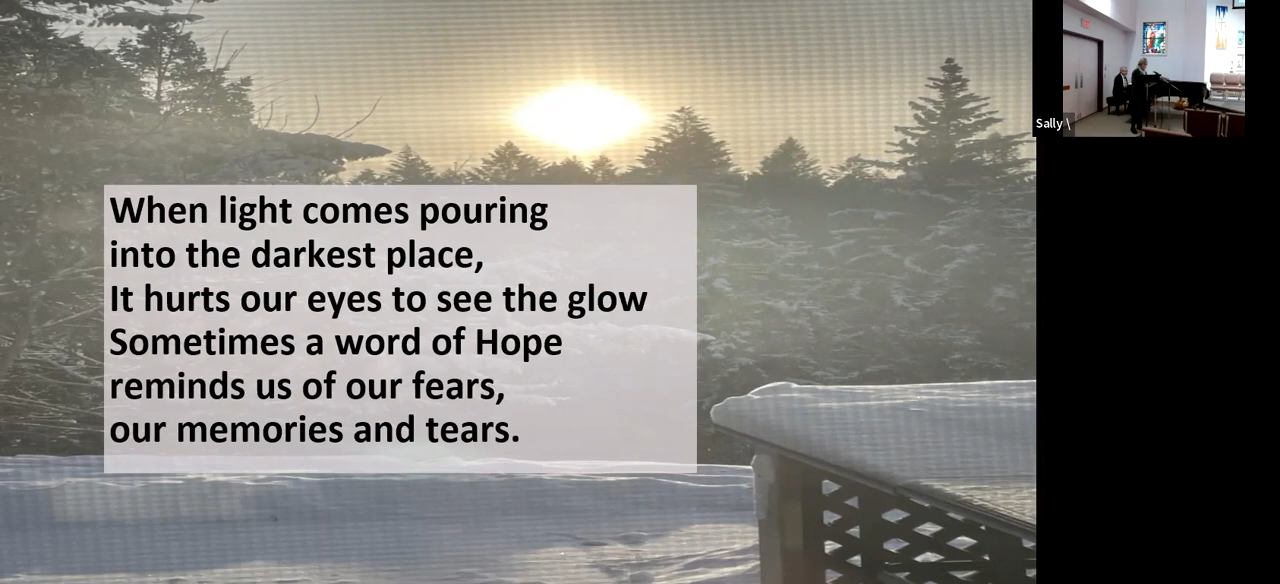 When light comes pouring
into the darkest place,
It hurts our eyes to see the glow
Sometimes a word of Hope
reminds us of our fears,
our memories and tears.
Sally \